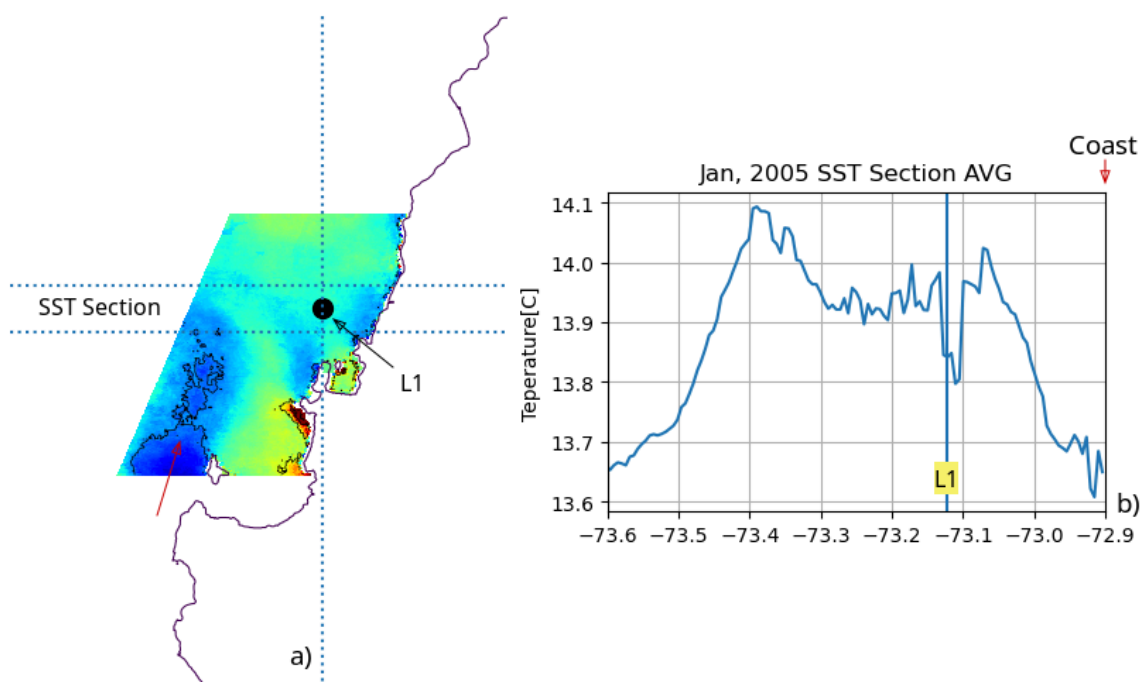 SST Section
L1
a)
Coast
Jan, 2005 SST Section AVG
Teperature[C]
14.1
14.0
13.9
13.8
13.7
13.6
L1
b)
−73.6 −73.5 −73.4 −73.3 −73.2 −73.1 −73.0 −72.9